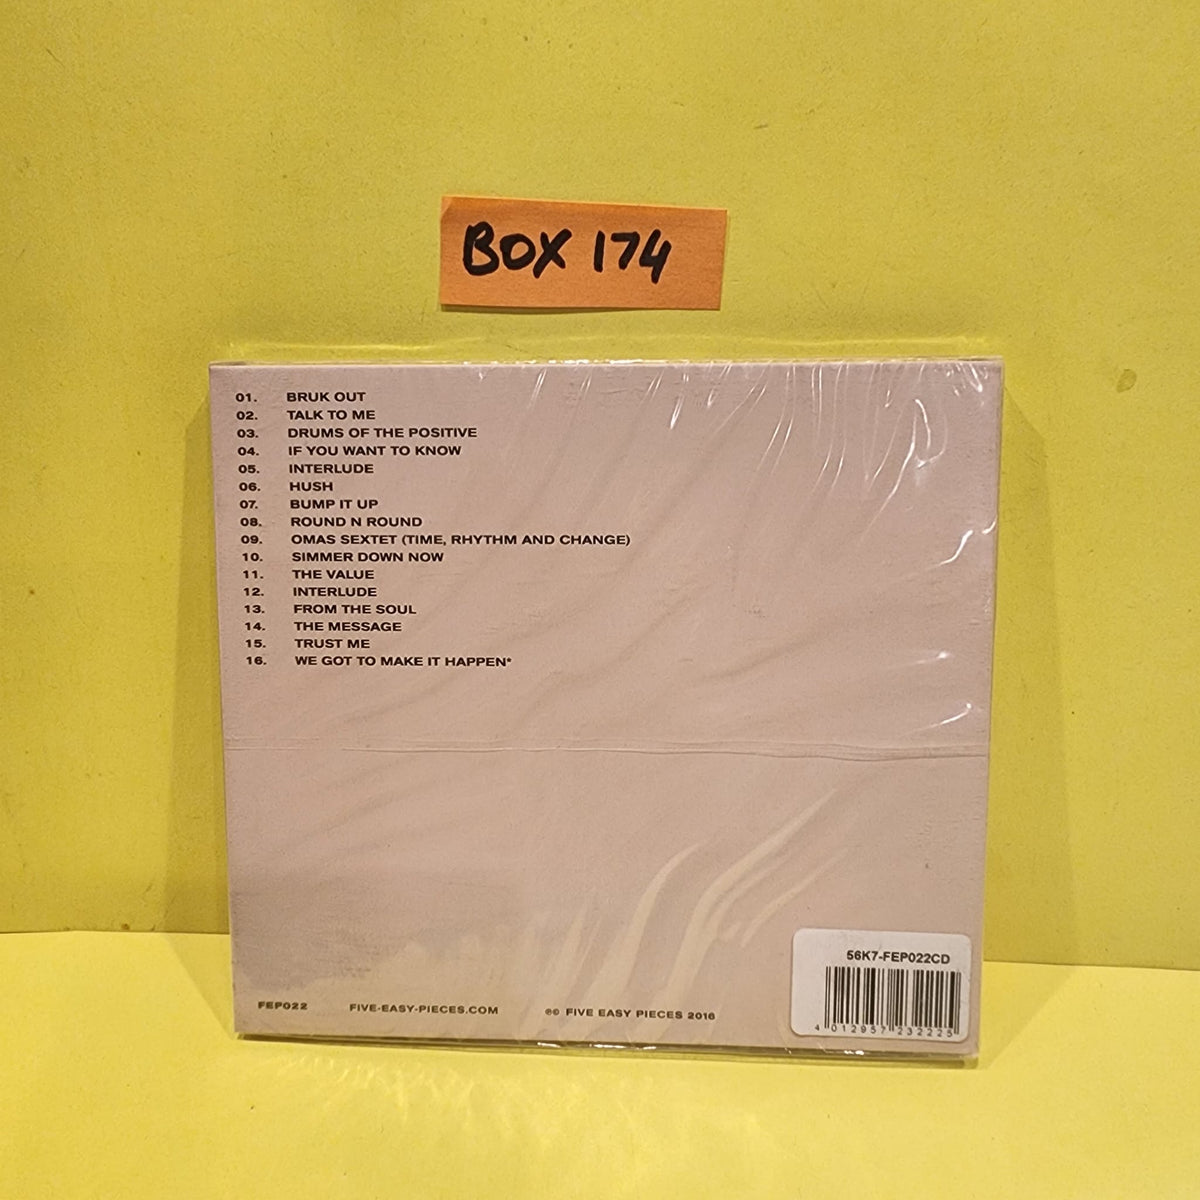 BOX 174
01. BRUK OUT
02. TALK TO ME
03. DRUMS OF THE POSITIVE
04. IF YOU WANT TO KNOW
05. INTERLUDE
06. HUSH
07. BUMP IT UP
08. ROUND N ROUND
09. OMAS SEXTET (TIME, RHYTHM AND CHANGE)
10. SIMMER DOWN NOW
11. THE VALUE
12. INTERLUDE
13. FROM THE SOUL
14. THE MESSAGE
15. TRUST ME
16. WE GOT TO MAKE IT HAPPEN*
56K7-FEP022CD
4 012957 232225
FEP022 FIVE-EASY-PIECES.COM ℗© FIVE EASY PIECES 2016